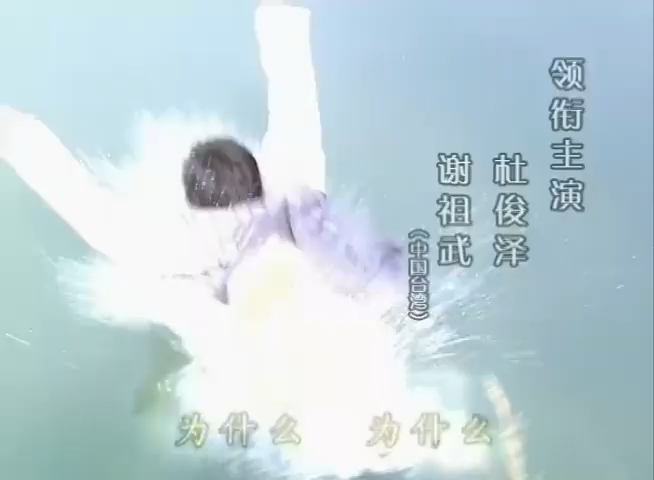 领衔主演
杜俊泽
谢祖武
《中国台湾》
为什么 为什么